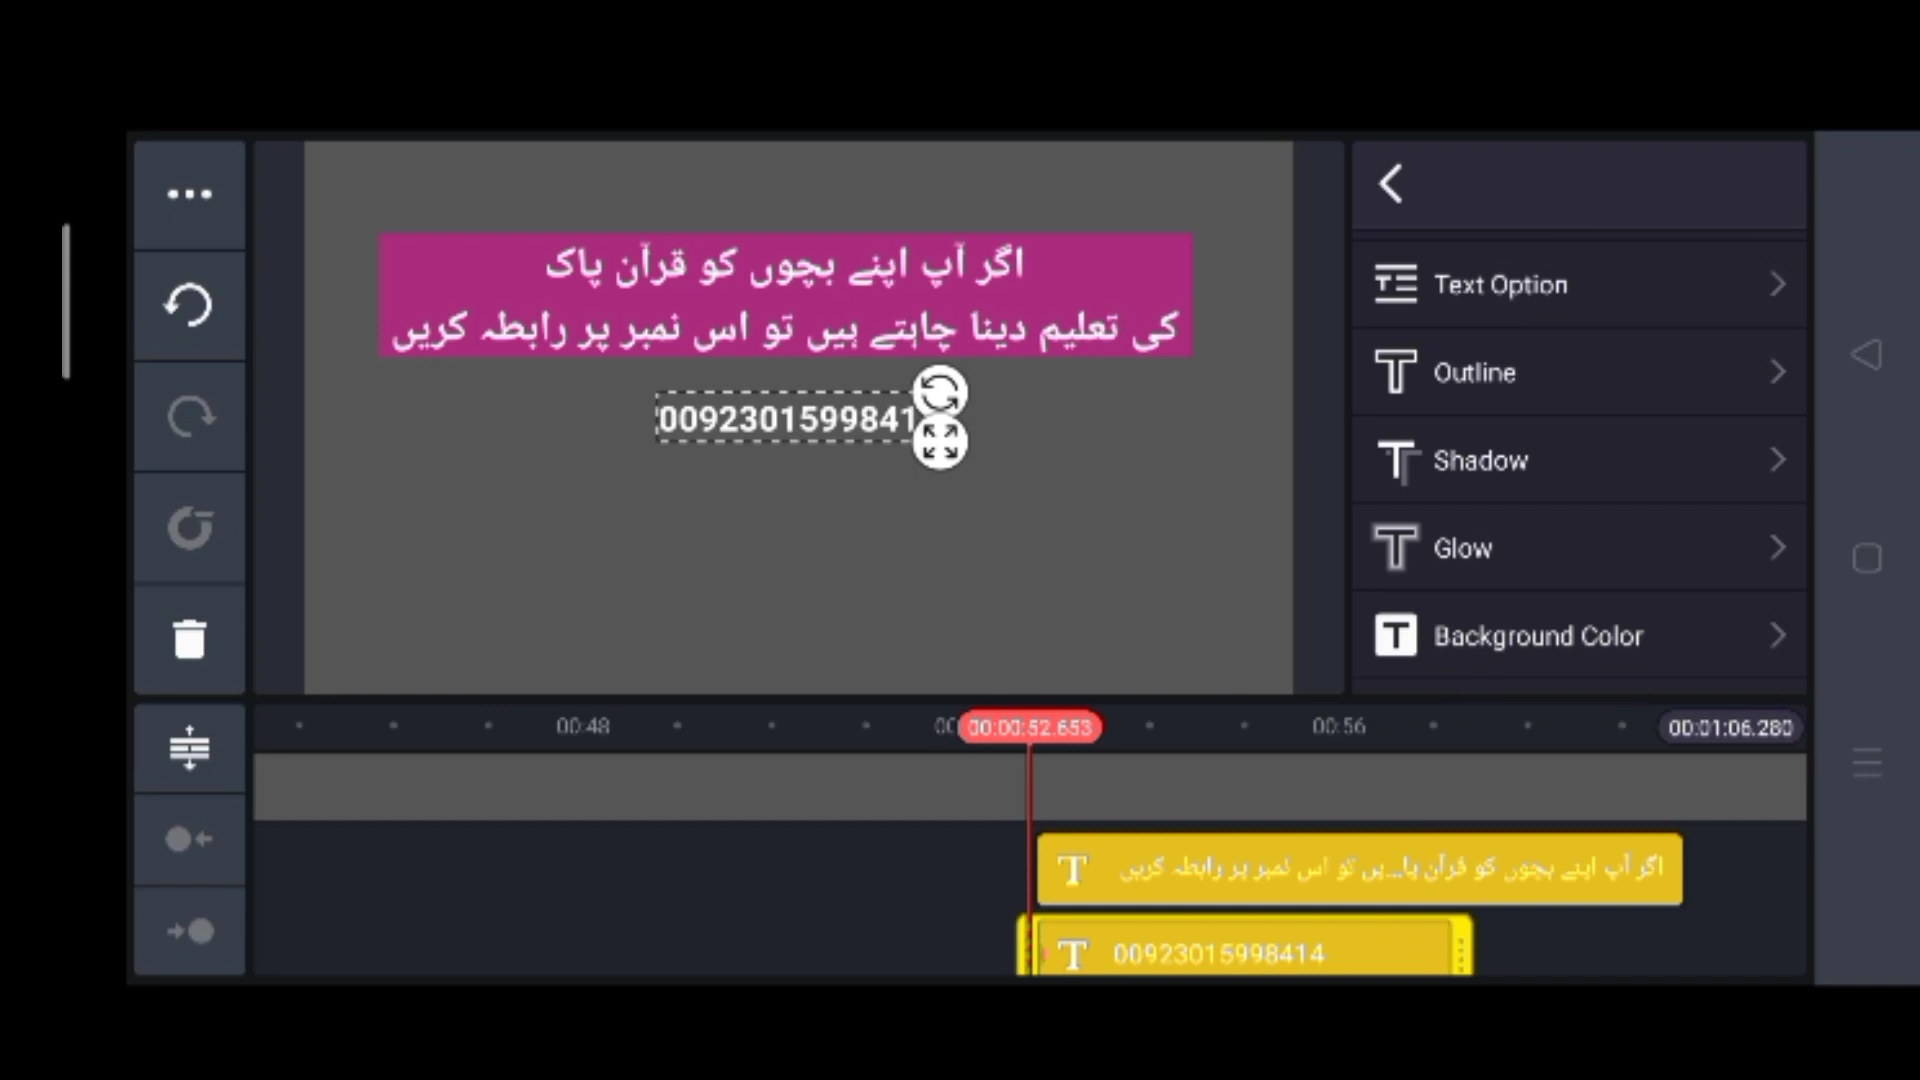 اگر آپ اپنے بچوں کو قرآن پاک
کی تعلیم دینا چاہتے ہیں تو اس نمبر پر رابطہ کریں
0092301599841
Text Option
Outline
Shadow
Glow
Background Color
00:48
00:00:52.653
00:56
00:01:06.280
اگر آپ اپنے بچوں کو قرآن پا...یں تو اس نمبر پر رابطہ کریں
00923015998414